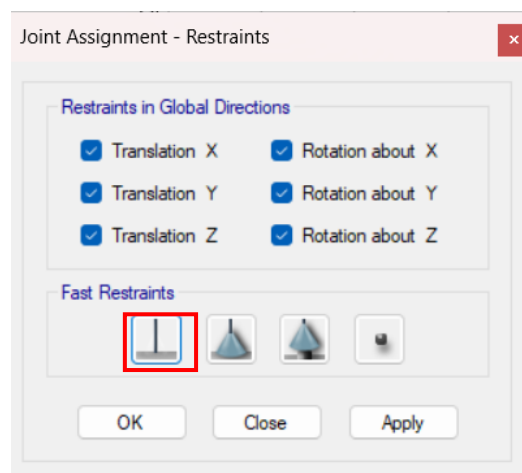 Joint Assignment - Restraints
Restraints in Global Directions
Translation X Rotation about X
Translation Y Rotation about Y
Translation Z Rotation about Z
Fast Restraints
OK Close Apply